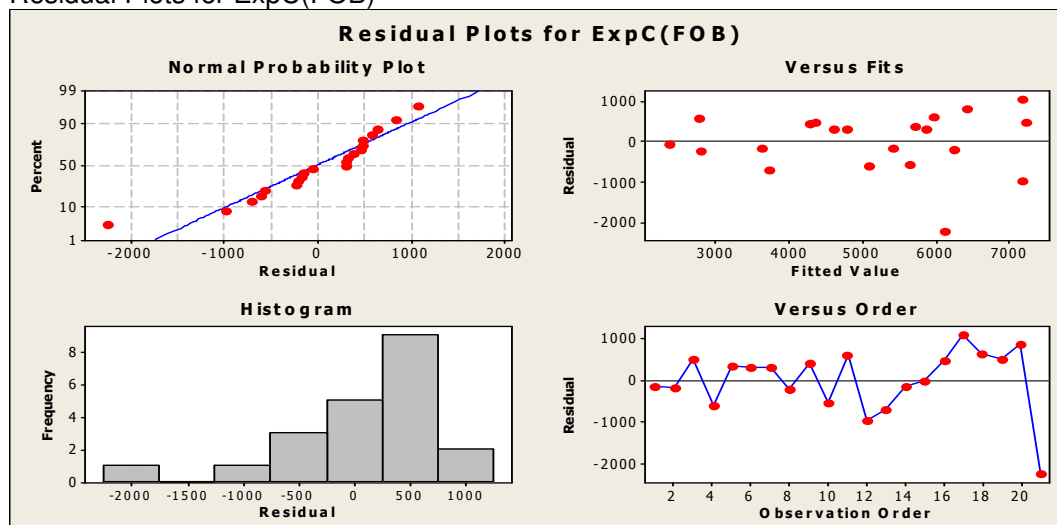 Residual Plots for ExpC(FOB)
Residual Plots for ExpC(FOB)
Normal Probability Plot
99
90
50
10
1
Percent
-2000 -1000 0 1000 2000
Residual
Versus Fits
1000
0
-1000
-2000
Residual
3000 4000 5000 6000 7000
Fitted Value
Histogram
8
6
4
2
0
Frequency
-2000 -1500 -1000 -500 0 500 1000
Residual
Versus Order
1000
0
-1000
-2000
Residual
2 4 6 8 10 12 14 16 18 20
Observation Order